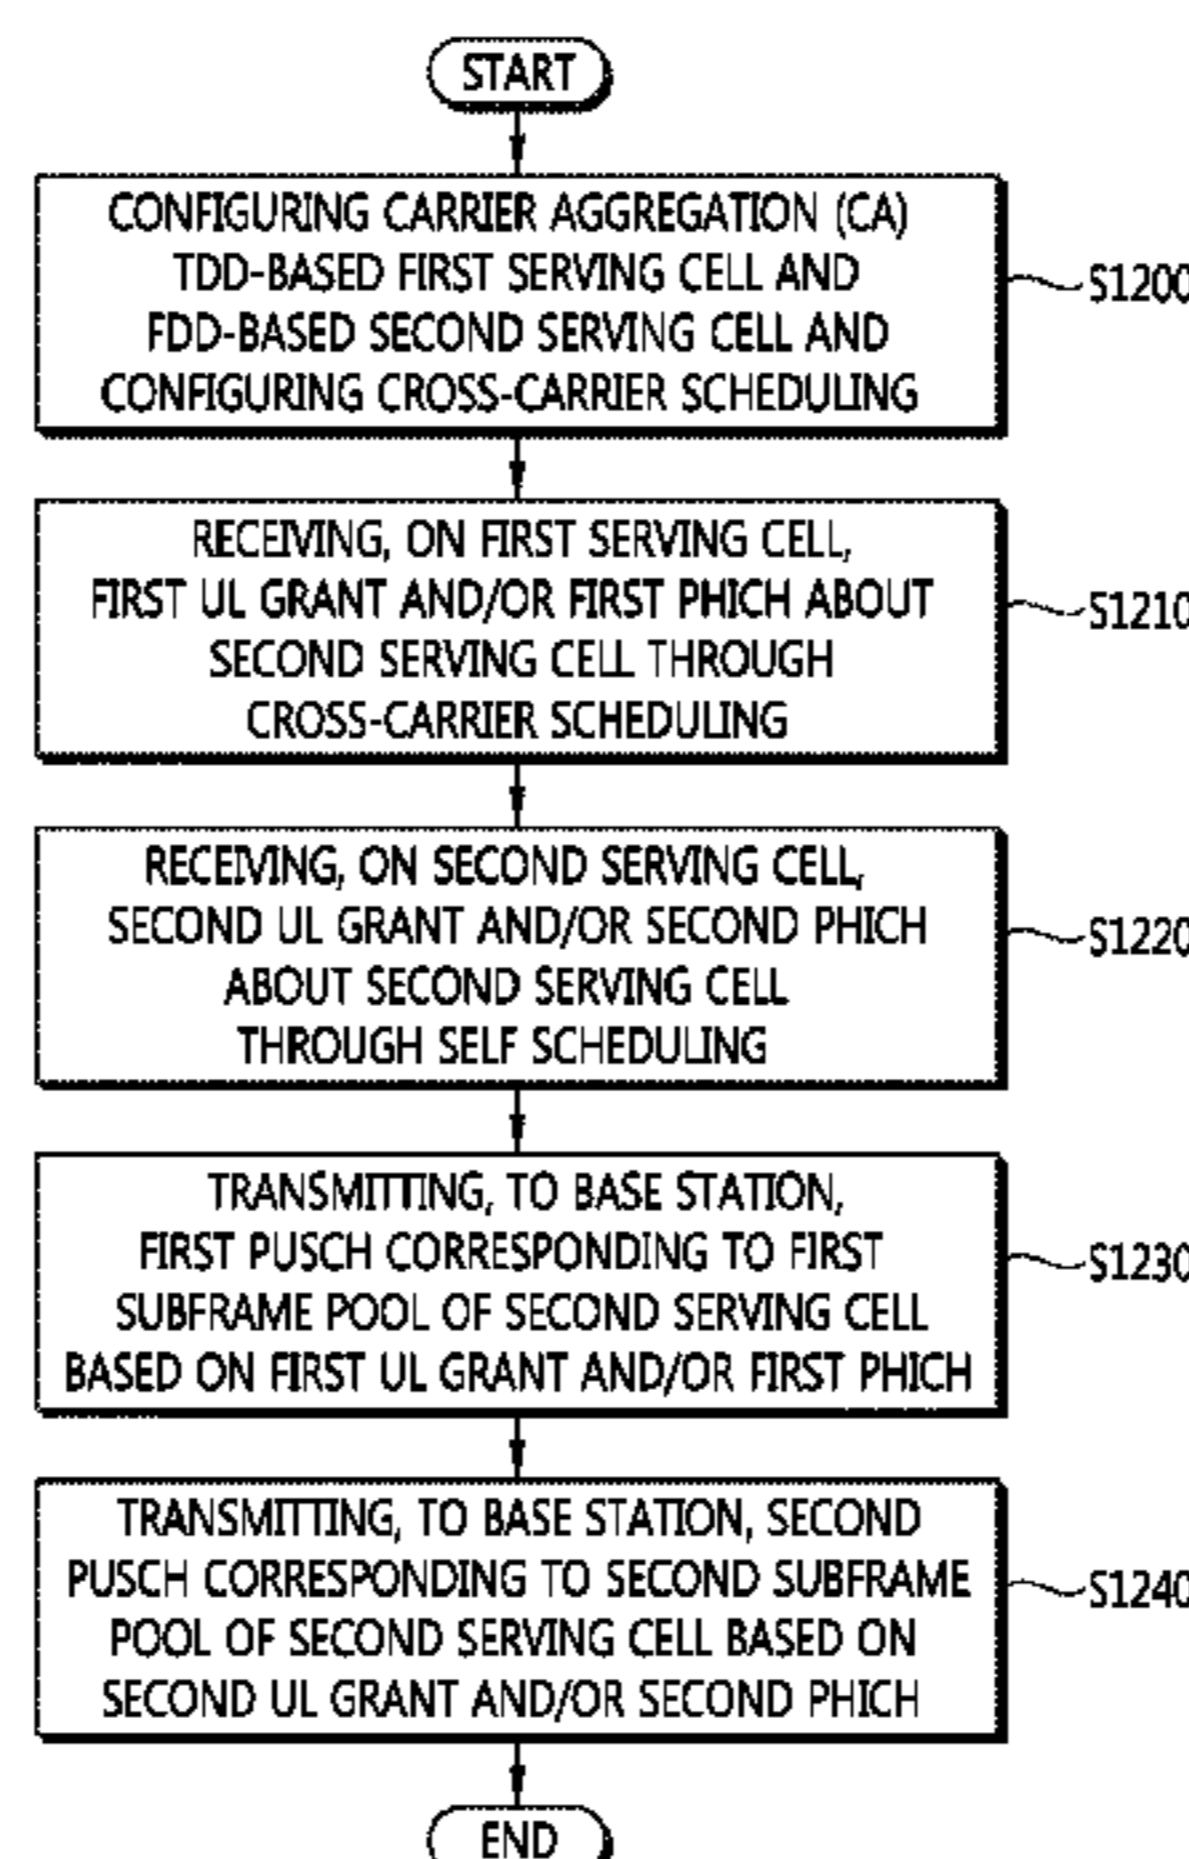 START
CONFIGURING CARRIER AGGREGATION (CA)
TDD-BASED FIRST SERVING CELL AND
FDD-BASED SECOND SERVING CELL AND
CONFIGURING CROSS-CARRIER SCHEDULING
S1200
RECEIVING, ON FIRST SERVING CELL,
FIRST UL GRANT AND/OR FIRST PHICH ABOUT
SECOND SERVING CELL THROUGH
CROSS-CARRIER SCHEDULING
S1210
RECEIVING, ON SECOND SERVING CELL,
SECOND UL GRANT AND/OR SECOND PHICH
ABOUT SECOND SERVING CELL
THROUGH SELF SCHEDULING
S1220
TRANSMITTING, TO BASE STATION,
FIRST PUSCH CORRESPONDING TO FIRST
SUBFRAME POOL OF SECOND SERVING CELL
BASED ON FIRST UL GRANT AND/OR FIRST PHICH
S1230
TRANSMITTING, TO BASE STATION, SECOND
PUSCH CORRESPONDING TO SECOND SUBFRAME
POOL OF SECOND SERVING CELL BASED ON
SECOND UL GRANT AND/OR SECOND PHICH
S1240
END